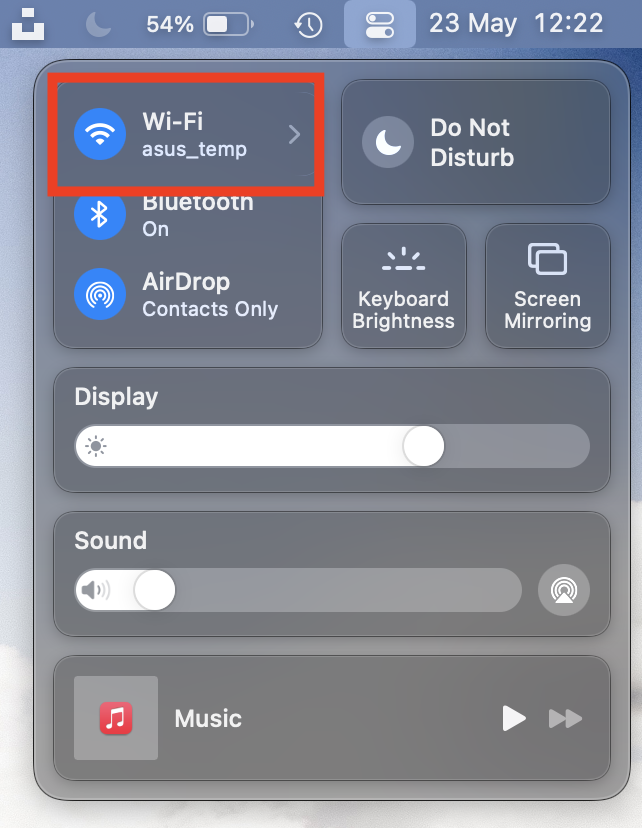 54% 23 May 12:22
Wi-Fi
asus_temp
Do Not
Disturb
Bluetooth
On
AirDrop
Contacts Only
Keyboard
Brightness
Screen
Mirroring
Display
Sound
Music